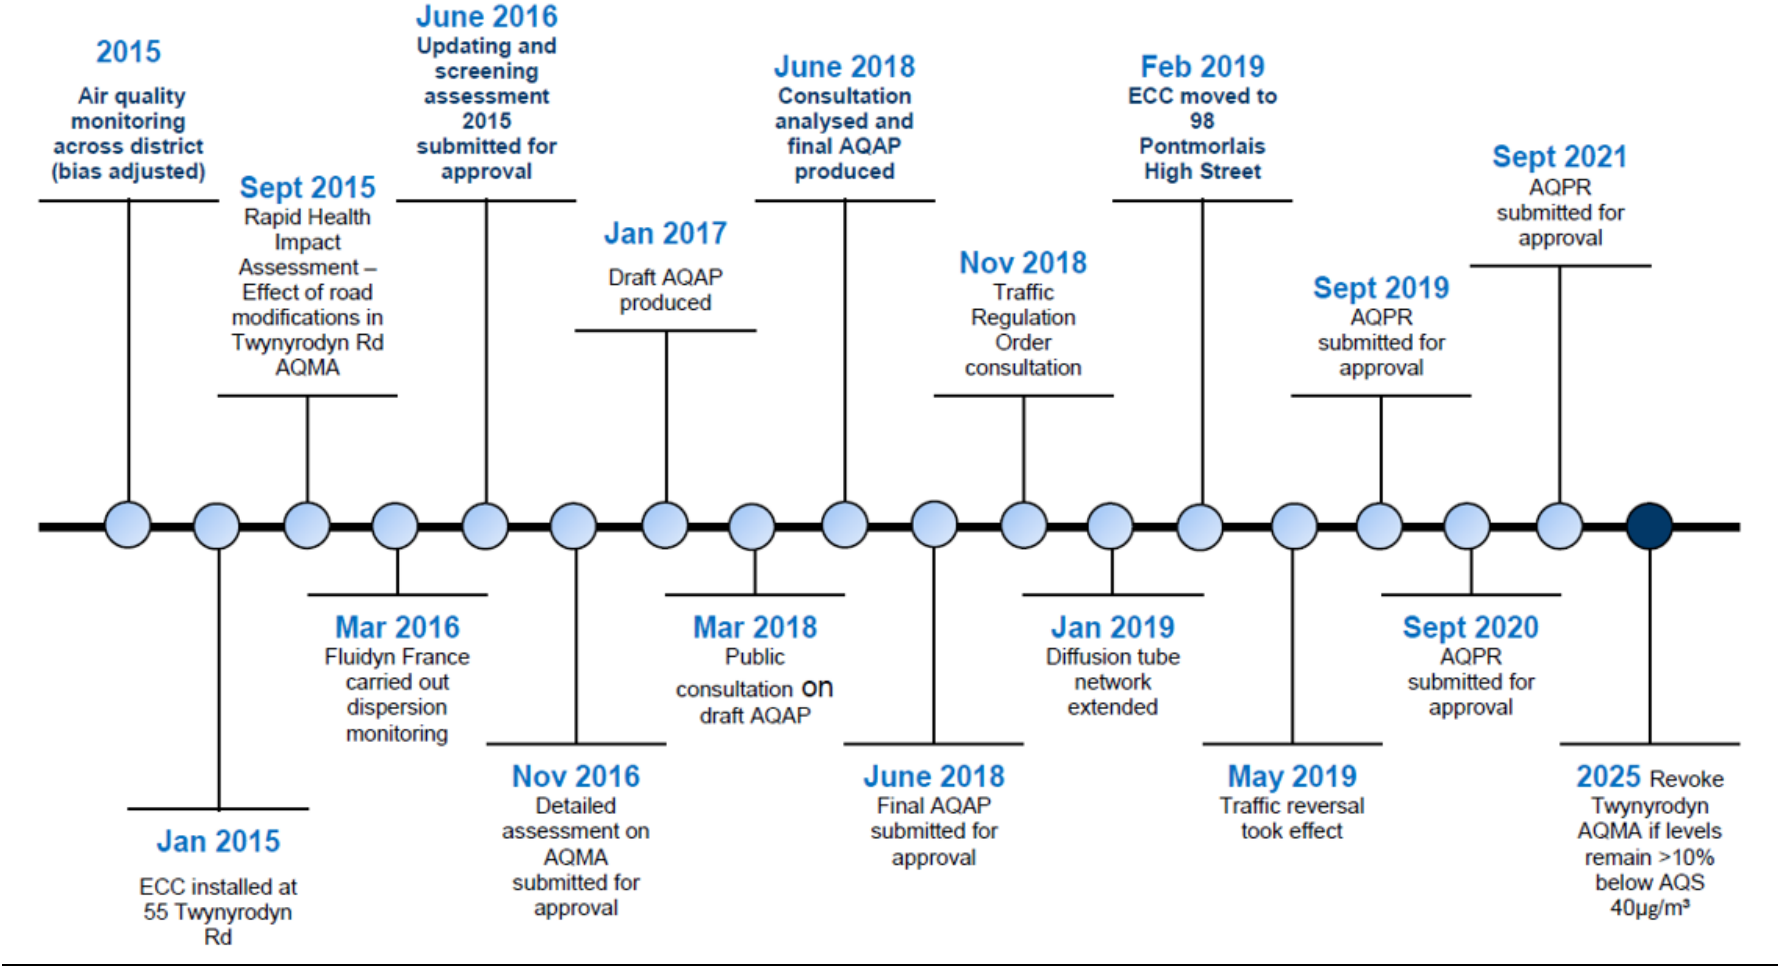 2015
Air quality
monitoring
across district
(bias adjusted)
Jan 2015
ECC installed at
55 Twynyrodyn
Rd
Sept 2015
Rapid Health
Impact
Assessment –
Effect of road
modifications in
Twynyrodyn Rd
AQMA
Mar 2016
Fluidyn France
carried out
dispersion
monitoring
June 2016
Updating and
screening
assessment
2015
submitted for
approval
Nov 2016
Detailed
assessment on
AQMA
submitted for
approval
Jan 2017
Draft AQAP
produced
Mar 2018
Public
consultation on
draft AQAP
June 2018
Consultation
analysed and
final AQAP
produced
June 2018
Final AQAP
submitted for
approval
Nov 2018
Traffic
Regulation
Order
consultation
Jan 2019
Diffusion tube
network
extended
Feb 2019
ECC moved to
98
Pontmorlais
High Street
May 2019
Traffic reversal
took effect
Sept 2019
AQPR
submitted for
approval
Sept 2020
AQPR
submitted for
approval
Sept 2021
AQPR
submitted for
approval
2025 Revoke
Twynyrodyn
AQMA if levels
remain >10%
below AQS
40µg/m³